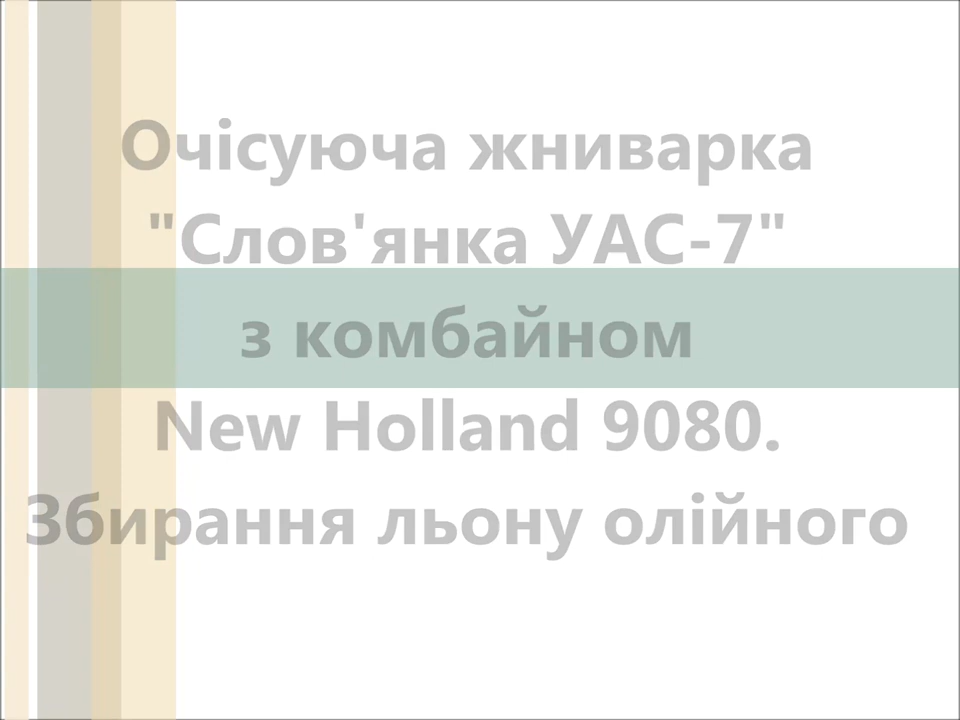 Очісуюча жниварка
"Слов'янка УАС-7"
з комбайном
New Holland 9080.
Збирання льону олійного